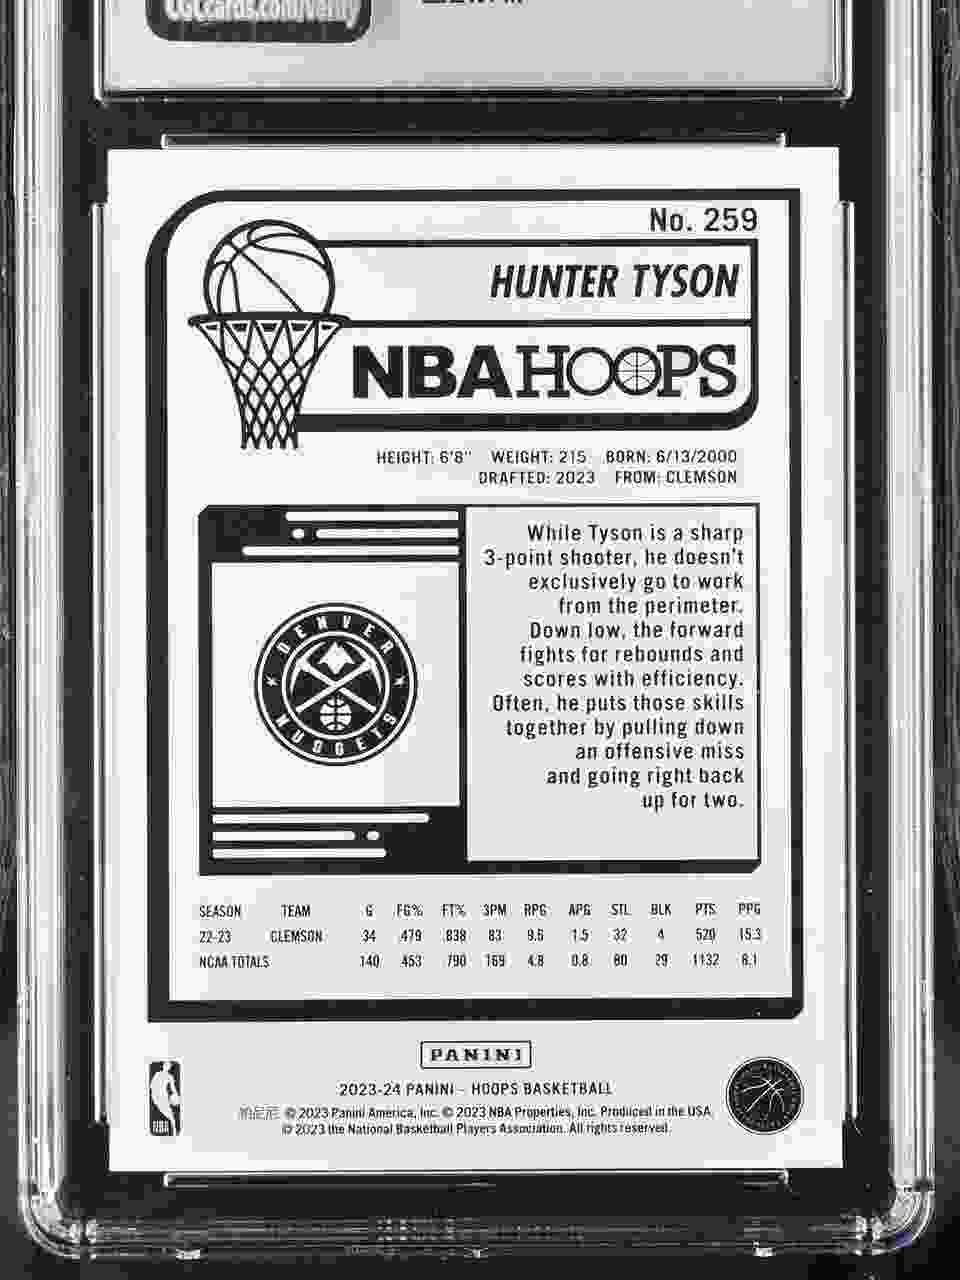 CGCcards.com/verify
No. 259
HUNTER TYSON
NBA HOOPS
HEIGHT: 6'8" WEIGHT: 215 BORN: 6/13/2000
DRAFTED: 2023 FROM: CLEMSON
While Tyson is a sharp
3-point shooter, he doesn't
exclusively go to work
from the perimeter.
Down low, the forward
fights for rebounds and
scores with efficiency.
Often, he puts those skills
together by pulling down
an offensive miss
and going right back
up for two.
DENVER
NUGGETS
SEASON TEAM G FG% FT% 3PM RPG APG STL BLK PTS PPG
22-23 CLEMSON 34 .479 .838 83 9.6 1.5 32 4 520 15.3
NCAA TOTALS 140 .453 .790 169 4.8 0.8 80 29 1132 8.1
PANINI
2023-24 PANINI - HOOPS BASKETBALL
帕尼尼 © 2023 Panini America, Inc. © 2023 NBA Properties, Inc. Produced in the USA.
© 2023 the National Basketball Players Association. All rights reserved.
NBA